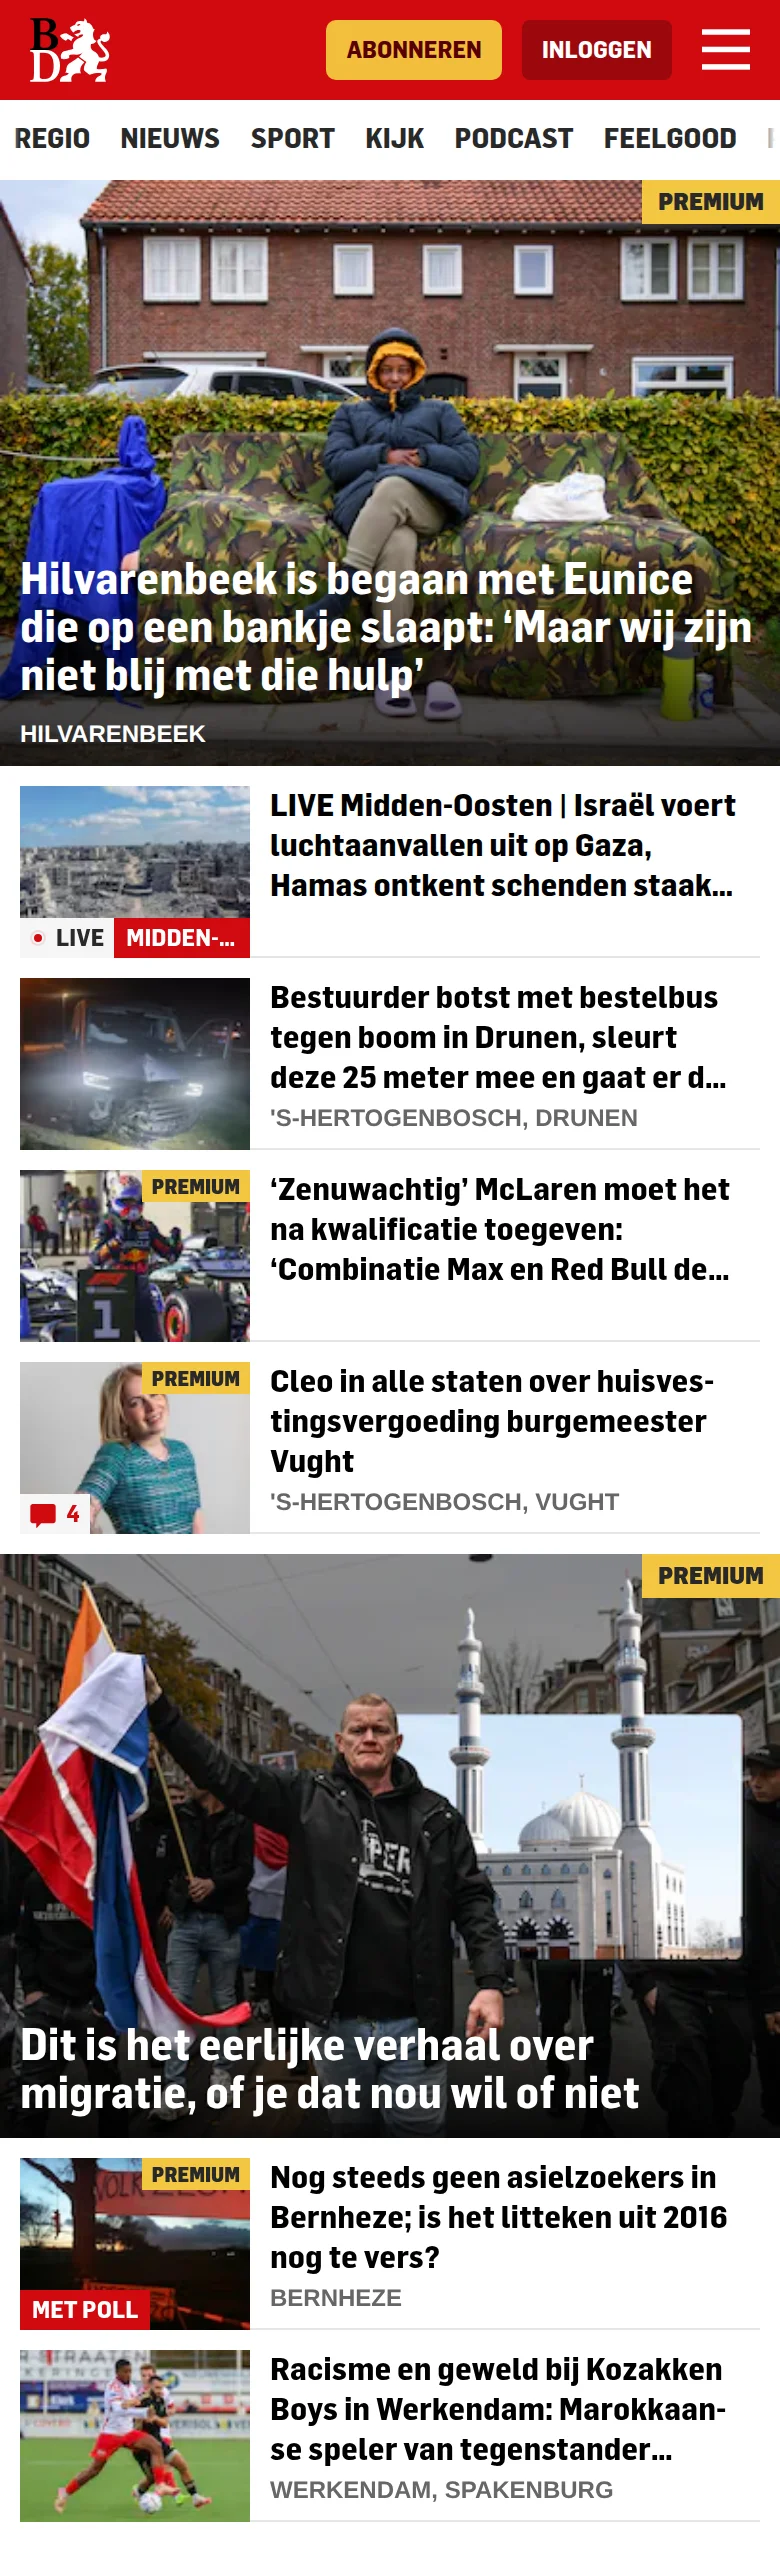 BD
ABONNEREN
INLOGGEN
REGIO NIEUWS SPORT KIJK PODCAST FEELGOOD
PREMIUM
Hilvarenbeek is begaan met Eunice
die op een bankje slaapt: ‘Maar wij zijn
niet blij met die hulp’
HILVARENBEEK
LIVE Midden-Oosten | Israël voert
luchtaanvallen uit op Gaza,
Hamas ontkent schenden staak...
LIVE MIDDEN-...
Bestuurder botst met bestelbus
tegen boom in Drunen, sleurt
deze 25 meter mee en gaat er d...
'S-HERTOGENBOSCH, DRUNEN
PREMIUM
1
‘Zenuwachtig’ McLaren moet het
na kwalificatie toegeven:
‘Combinatie Max en Red Bull de...
PREMIUM
4
Cleo in alle staten over huisves-
tingsvergoeding burgemeester
Vught
'S-HERTOGENBOSCH, VUGHT
PREMIUM
Dit is het eerlijke verhaal over
migratie, of je dat nou wil of niet
PREMIUM
MET POLL
Nog steeds geen asielzoekers in
Bernheze; is het litteken uit 2016
nog te vers?
BERNHEZE
Racisme en geweld bij Kozakken
Boys in Werkendam: Marokkaan-
se speler van tegenstander...
WERKENDAM, SPAKENBURG